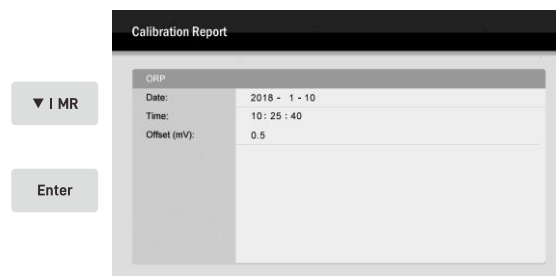 Calibration Report
ORP
▼ I MR
Date: 2018 - 1 - 10
Time: 10 : 25 : 40
Offset (mV): 0.5
Enter